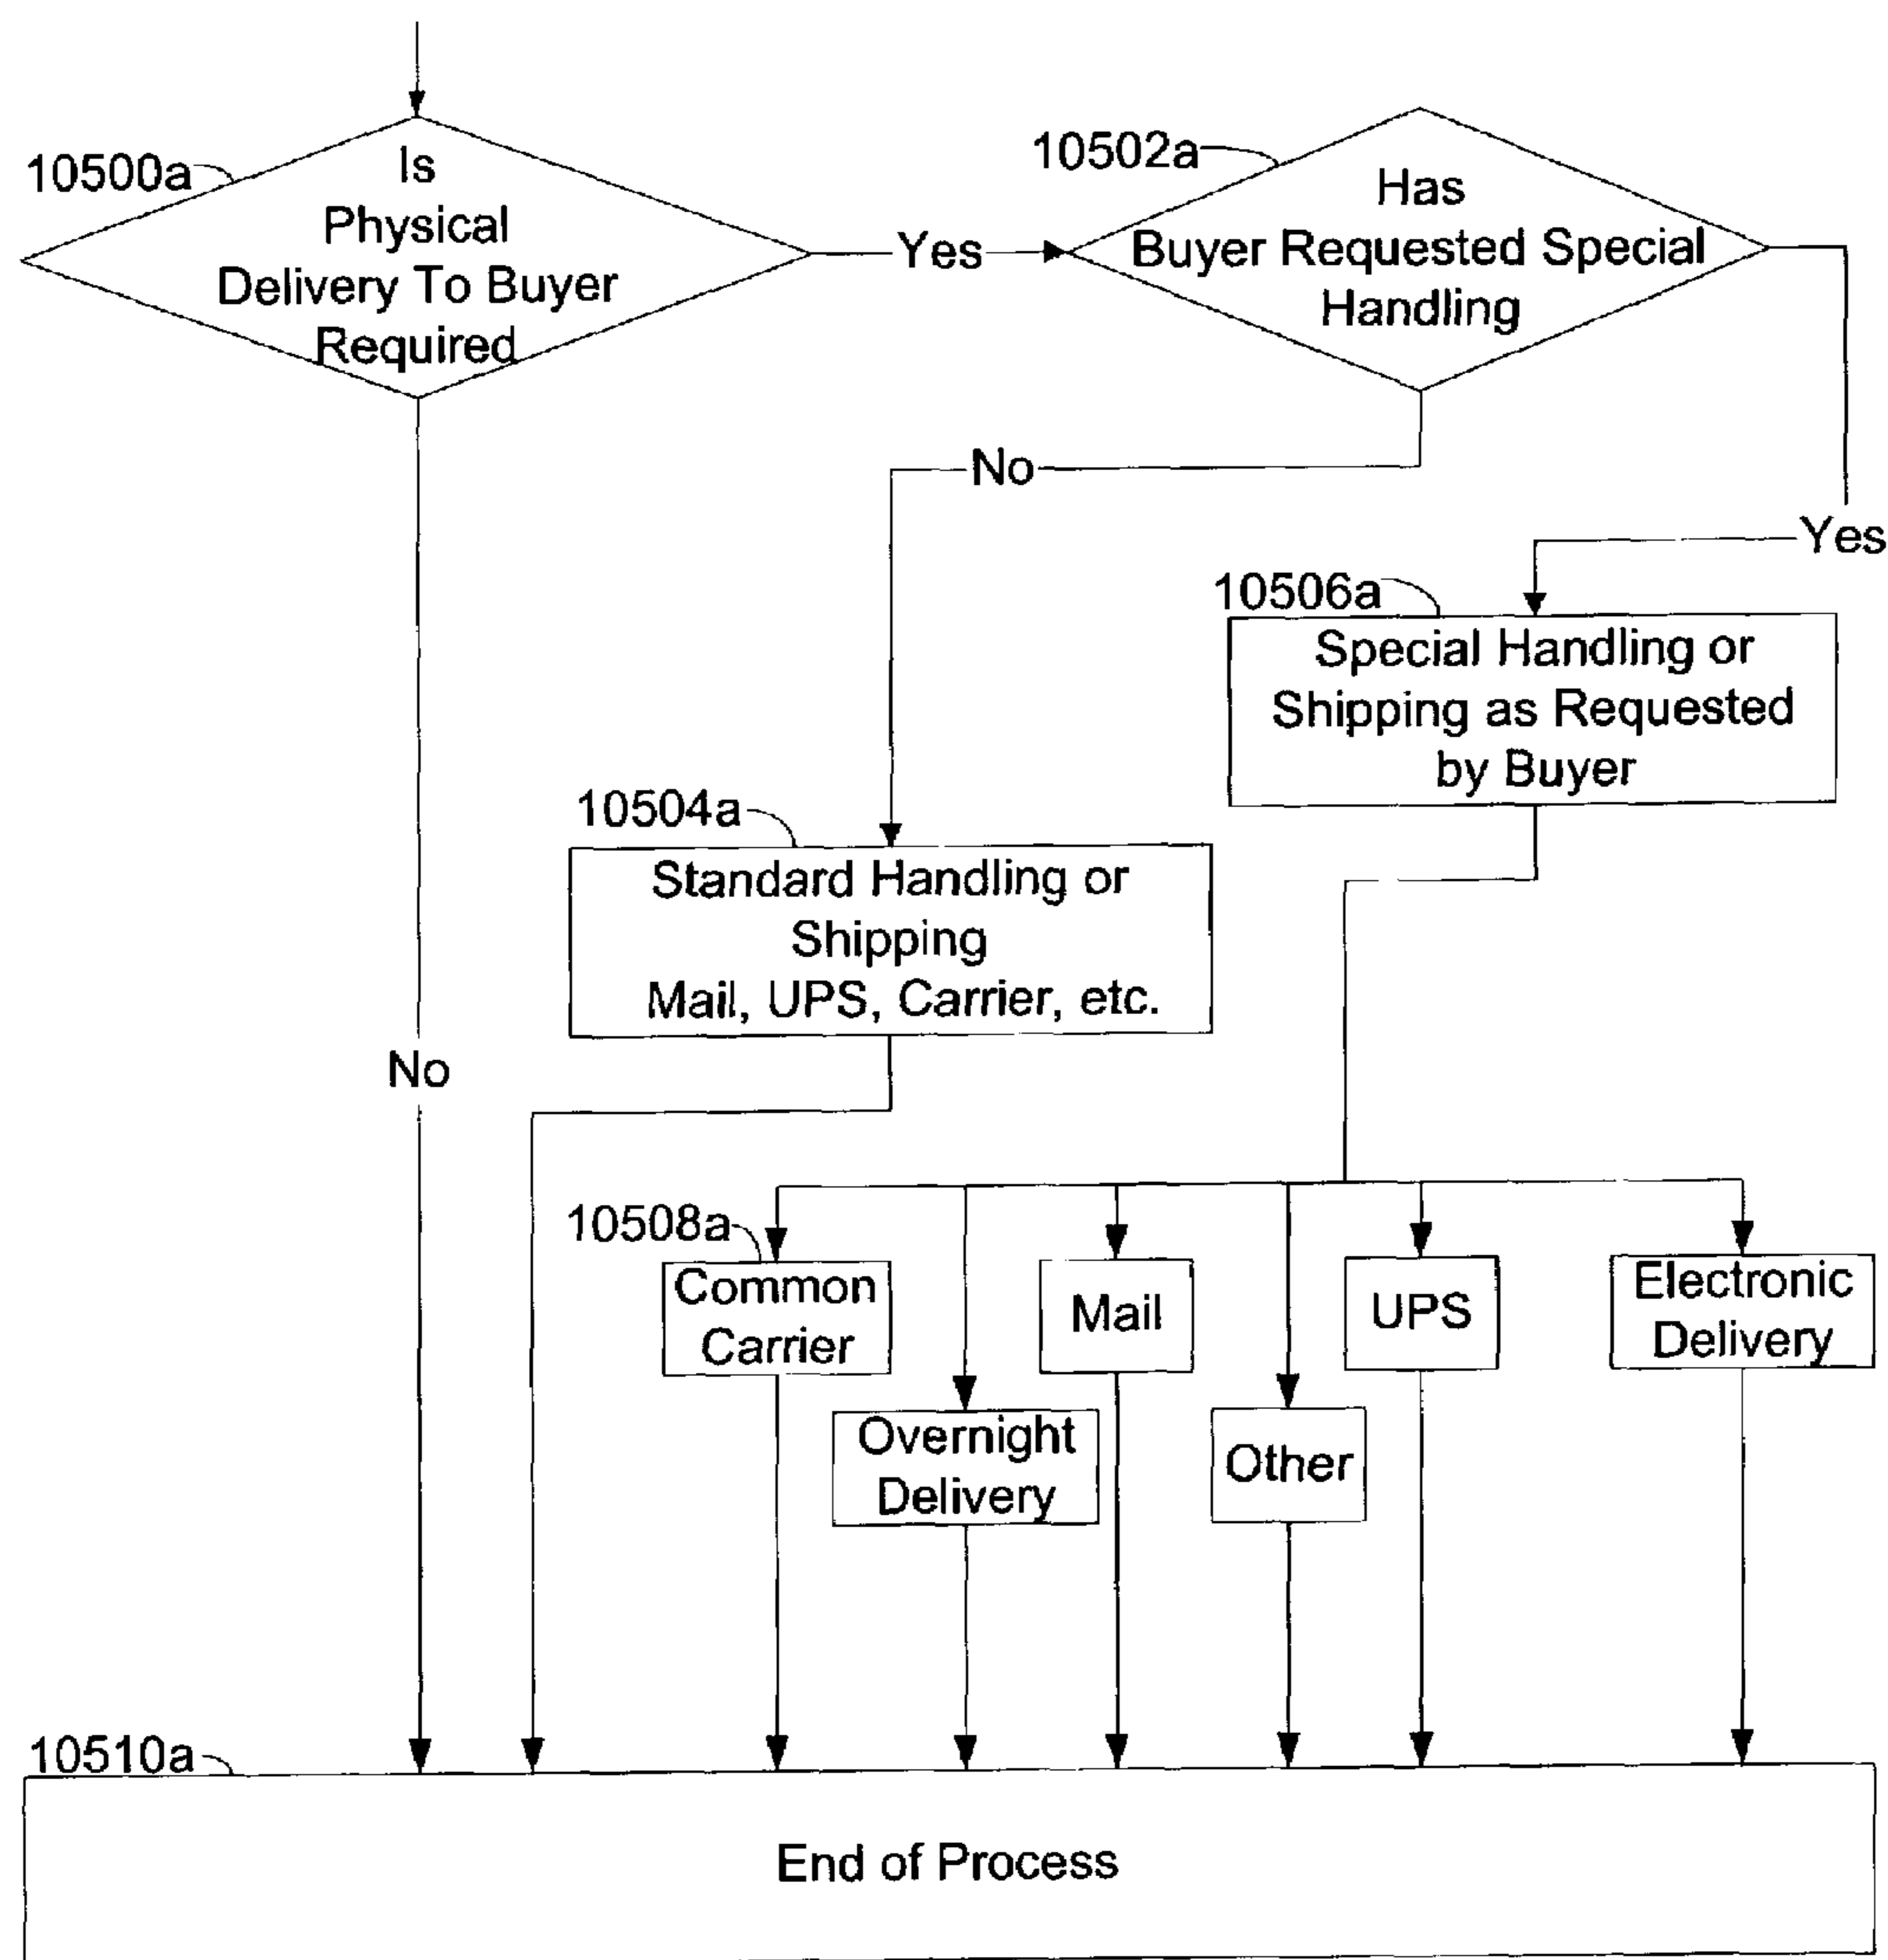 10500a
Is
Physical
Delivery To Buyer
Required
Yes
10502a
Has
Buyer Requested Special
Handling
No
Yes
10506a
Special Handling or
Shipping as Requested
by Buyer
10504a
Standard Handling or
Shipping
Mail, UPS, Carrier, etc.
No
10508a
Common
Carrier
Mail
UPS
Electronic
Delivery
Overnight
Delivery
Other
10510a
End of Process